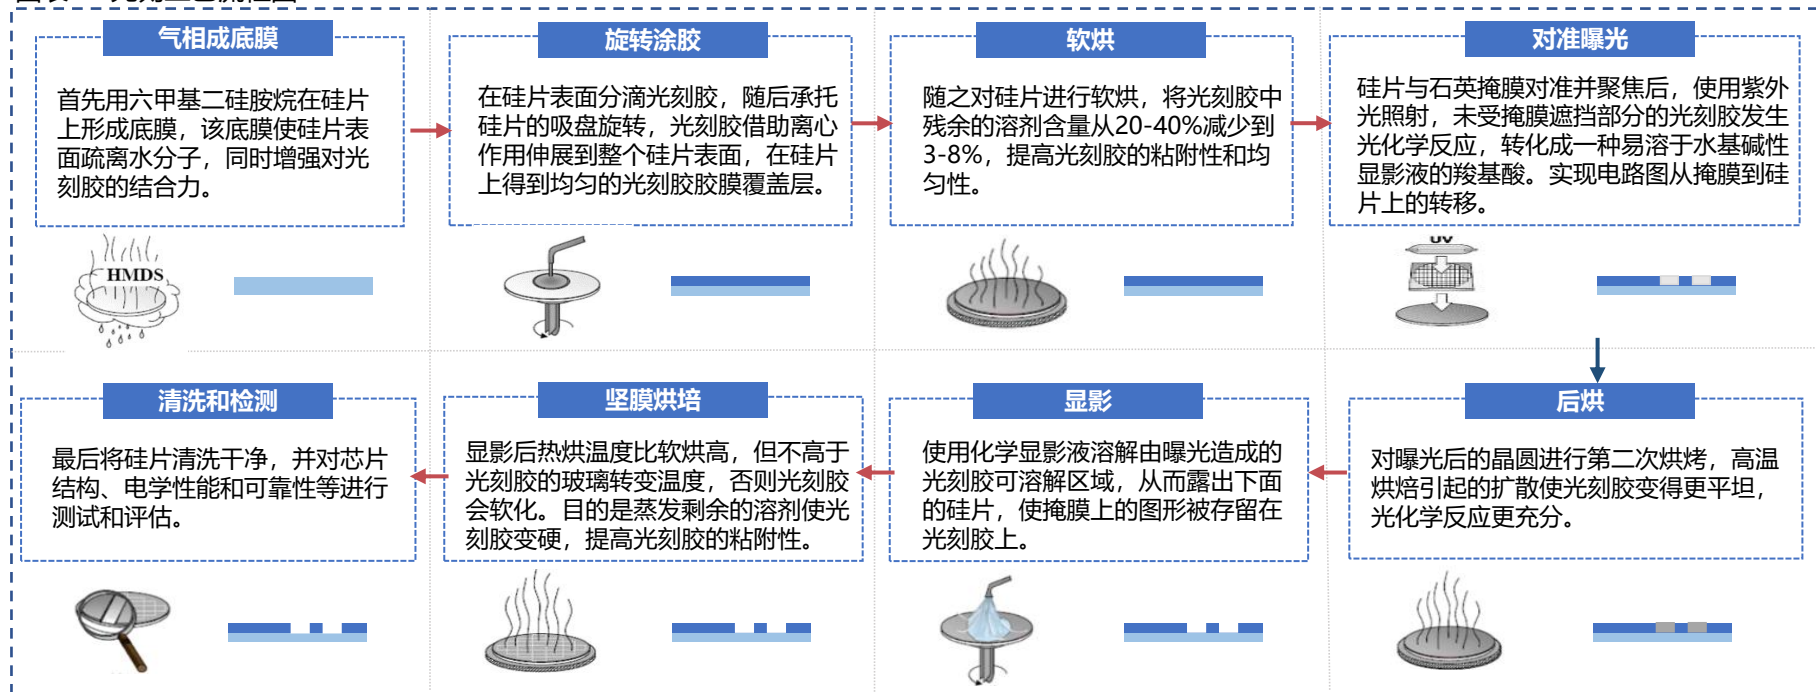 气相成底膜
首先用六甲基二硅胺烷在硅片
上形成底膜，该底膜使硅片表
面疏离水分子，同时增强对光
刻胶的结合力。
HMDS
旋转涂胶
在硅片表面分滴光刻胶，随后承托
硅片的吸盘旋转，光刻胶借助离心
作用伸展到整个硅片表面，在硅片
上得到均匀的光刻胶胶膜覆盖层。
软烘
随之对硅片进行软烘，将光刻胶中
残余的溶剂含量从20-40%减少到
3-8%，提高光刻胶的粘附性和均
匀性。
对准曝光
硅片与石英掩膜对准并聚焦后，使用紫外
光照射，未受掩膜遮挡部分的光刻胶发生
光化学反应，转化成一种易溶于水基碱性
显影液的羧基酸。实现电路图从掩膜到硅
片上的转移。
UV
后烘
对曝光后的晶圆进行第二次烘烤，高温
烘焙引起的扩散使光刻胶变得更平坦，
光化学反应更充分。
显影
使用化学显影液溶解由曝光造成的
光刻胶可溶解区域，从而露出下面
的硅片，使掩膜上的图形被存留在
光刻胶上。
坚膜烘培
显影后热烘温度比软烘高，但不高于
光刻胶的玻璃转变温度，否则光刻胶
会软化。目的是蒸发剩余的溶剂使光
刻胶变硬，提高光刻胶的粘附性。
清洗和检测
最后将硅片清洗干净，并对芯片
结构、电学性能和可靠性等进行
测试和评估。